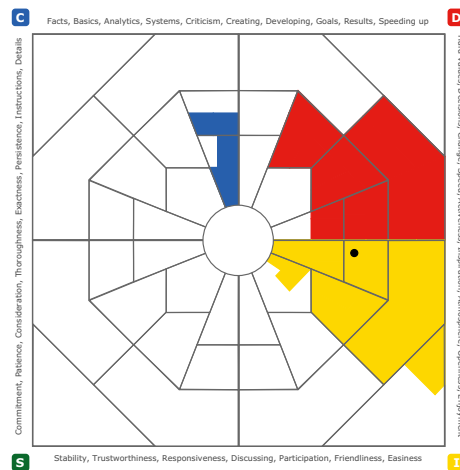 C
Facts, Basics, Analytics, Systems, Criticism, Creating, Developing, Goals, Results, Speeding up
D
Commitment, Patience, Consideration, Thoroughness, Exactness, Persistence, Instructions, Details
S
Stability, Trustworthiness, Responsiveness, Discussing, Participation, Friendliness, Easiness
I